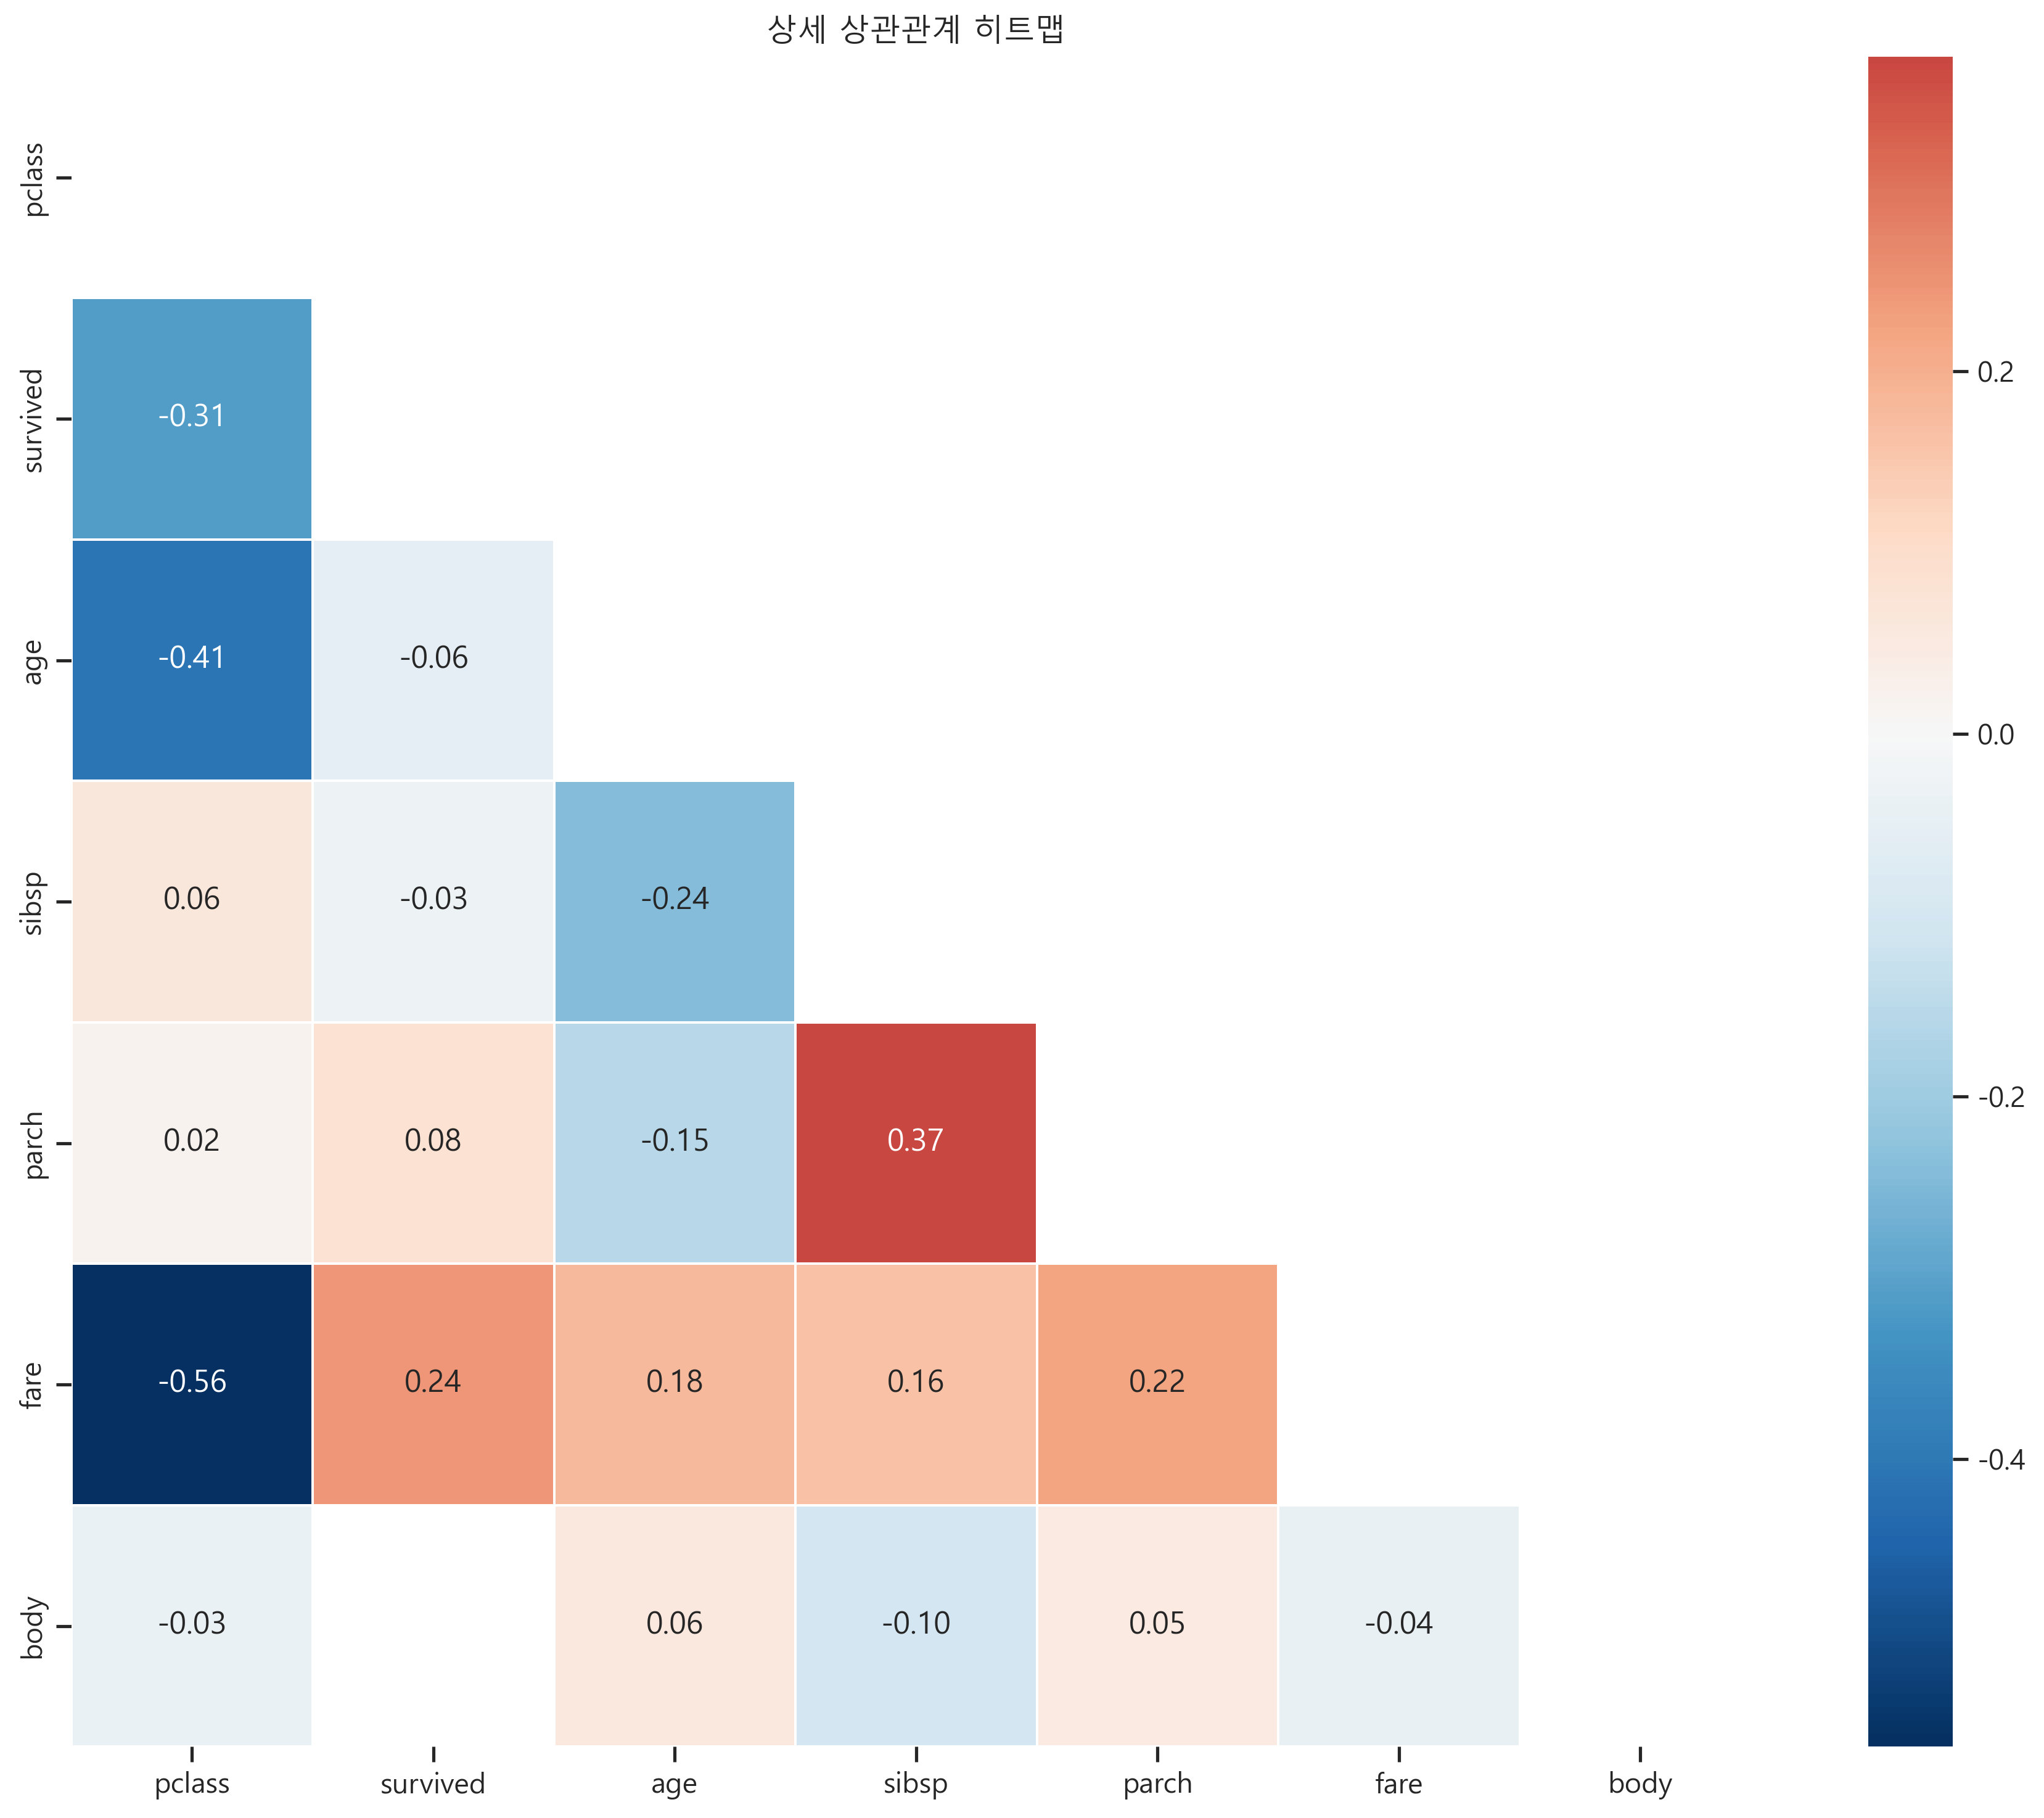 상세 상관관계 히트맵
pclass
survived -0.31
age -0.41 -0.06
sibsp 0.06 -0.03 -0.24
parch 0.02 0.08 -0.15 0.37
fare -0.56 0.24 0.18 0.16 0.22
body -0.03 0.06 -0.10 0.05 -0.04
pclass survived age sibsp parch fare body
0.2
0.0
-0.2
-0.4